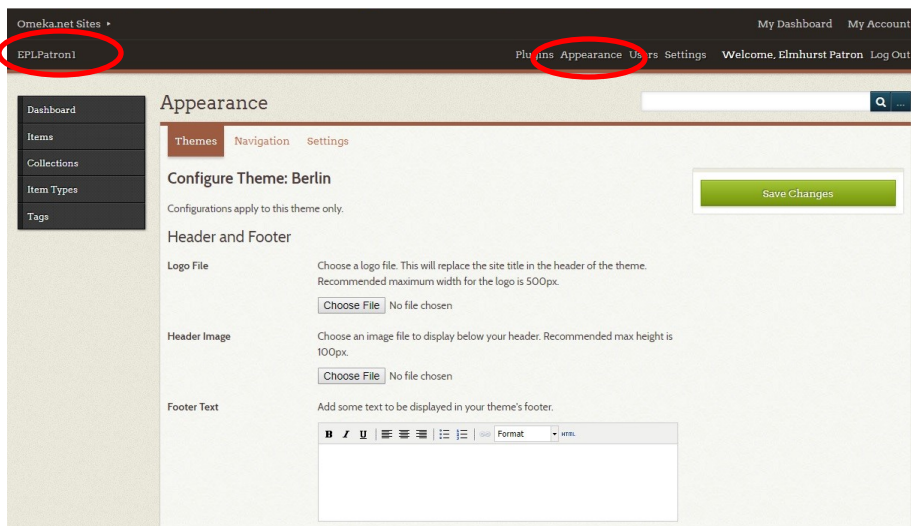 Omeka.net Sites ▸ My Dashboard My Account
EPLPatron1 Plugins Appearance Users Settings Welcome, Elmhurst Patron Log Out
Appearance
...
Dashboard
Items
Collections
Item Types
Tags
Themes Navigation Settings
Configure Theme: Berlin
Save Changes
Configurations apply to this theme only.
Header and Footer
Logo File
Choose a logo file. This will replace the site title in the header of the theme.
Recommended maximum width for the logo is 500px.
Choose File No file chosen
Header Image
Choose an image file to display below your header. Recommended max height is
100px.
Choose File No file chosen
Footer Text
Add some text to be displayed in your theme's footer.
B I U Format HTML